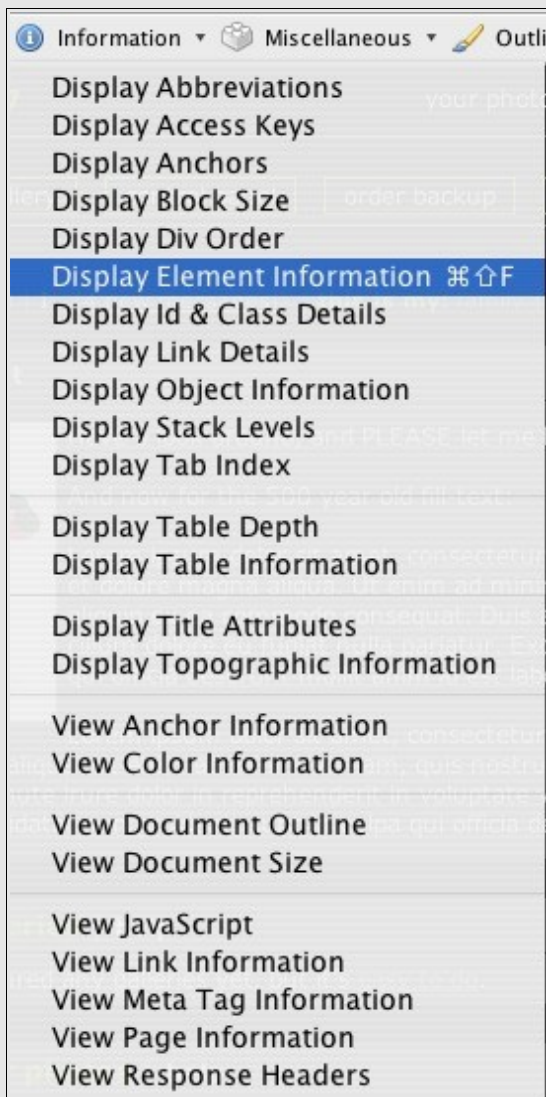 Information ▾ Miscellaneous ▾ Outli
Display Abbreviations
Display Access Keys
Display Anchors
Display Block Size
Display Div Order
Display Element Information ⌘⇧F
Display Id & Class Details
Display Link Details
Display Object Information
Display Stack Levels
Display Tab Index
Display Table Depth
Display Table Information
Display Title Attributes
Display Topographic Information
View Anchor Information
View Color Information
View Document Outline
View Document Size
View JavaScript
View Link Information
View Meta Tag Information
View Page Information
View Response Headers